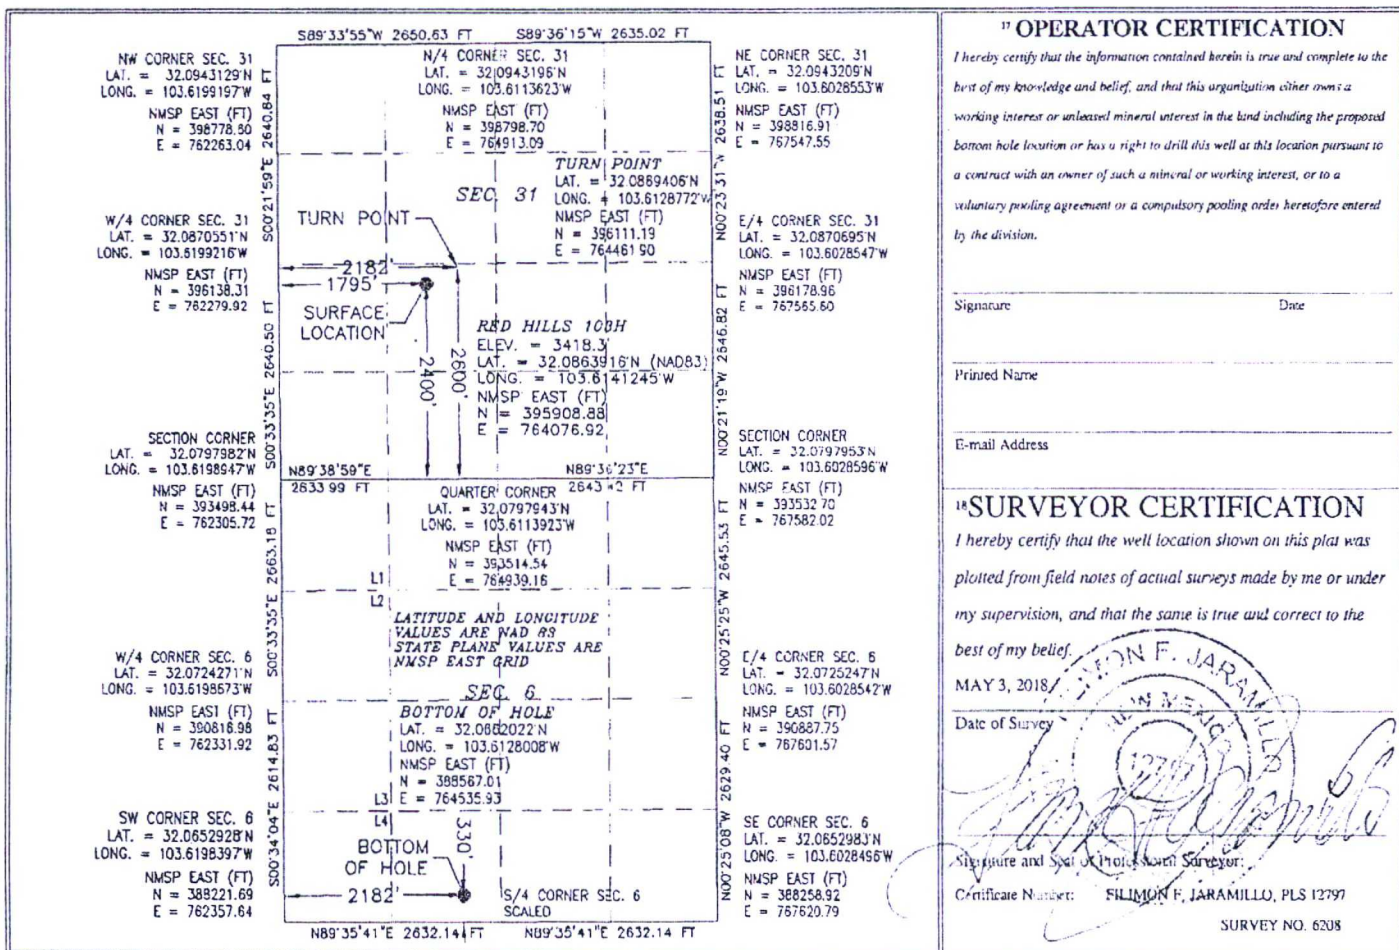 S89°33'55"W 2650.63 FT S89°36'15"W 2635.02 FT
NW CORNER SEC. 31
LAT. = 32.0943129°N
LONG. = 103.6199197°W
NMSP EAST (FT)
N = 398778.60
E = 762263.04
N/4 CORNER SEC. 31
LAT. = 32.0943196°N
LONG. = 103.6113623°W
NMSP EAST (FT)
N = 398798.70
E = 764913.09
NE CORNER SEC. 31
LAT. = 32.0943209°N
LONG. = 103.6028553°W
NMSP EAST (FT)
N = 398816.91
E = 767547.55
S00°21'59"E 2640.84 FT
N00°23'31"W 2638.51 FT
SEC. 31
TURN POINT
LAT. = 32.0869406°N
LONG. = 103.6128772°W
NMSP EAST (FT)
N = 396111.19
E = 764461.90
TURN POINT
W/4 CORNER SEC. 31
LAT. = 32.0870551°N
LONG. = 103.6199216°W
NMSP EAST (FT)
N = 396138.31
E = 762279.92
E/4 CORNER SEC. 31
LAT. = 32.0870695°N
LONG. = 103.6028547°W
NMSP EAST (FT)
N = 396178.96
E = 767565.60
2182'
1795'
SURFACE
LOCATION
2400'
2600'
RED HILLS 108H
ELEV. = 3418.3'
LAT. = 32.0863916°N (NAD83)
LONG. = 103.6141245°W
NMSP EAST (FT)
N = 395908.88
E = 764076.92
S00°33'35"E 2640.50 FT
N00°21'19"W 2646.82 FT
SECTION CORNER
LAT. = 32.0797982°N
LONG. = 103.6198947°W
NMSP EAST (FT)
N = 393498.44
E = 762305.72
N89°38'59"E
2633.99 FT
N89°36'23"E
FT
QUARTER CORNER
LAT. = 32.0797943°N
LONG. = 103.6113923°W
NMSP EAST (FT)
N = 393514.54
E = 764939.16
SECTION CORNER
LAT. = 32.0797953°N
LONG. = 103.6028596°W
NMSP EAST (FT)
N = 393532.70
E = 767582.02
S00°33'35"E 2663.18 FT
N00°25'25"W 2645.53 FT
L1
L2
LATITUDE AND LONGITUDE
VALUES ARE NAD 83
STATE PLANE VALUES ARE
NMSP EAST GRID
SEC. 6
W/4 CORNER SEC. 6
LAT. = 32.0724271°N
LONG. = 103.6198673°W
NMSP EAST (FT)
N = 390816.98
E = 762331.92
E/4 CORNER SEC. 6
LAT. = 32.0725247°N
LONG. = 103.6028542°W
NMSP EAST (FT)
N = 390887.75
E = 767601.57
BOTTOM OF HOLE
LAT. = 32.0662022°N
LONG. = 103.6128008°W
NMSP EAST (FT)
N = 388567.01
E = 764535.93
S00°34'04"E 2614.83 FT
N00°25'08"W 2629.40 FT
L3
L4
BOTTOM
OF HOLE
330'
2182'
S/4 CORNER SEC. 6
SCALED
SW CORNER SEC. 6
LAT. = 32.0652928°N
LONG. = 103.6198397°W
NMSP EAST (FT)
N = 388221.69
E = 762357.64
SE CORNER SEC. 6
LAT. = 32.0652983°N
LONG. = 103.6028496°W
NMSP EAST (FT)
N = 388258.92
E = 767620.79
N89°35'41"E 2632.14 FT N89°35'41"E 2632.14 FT
17 OPERATOR CERTIFICATION
I hereby certify that the information contained herein is true and complete to the
best of my knowledge and belief, and that this organization either owns a
working interest or unleased mineral interest in the land including the proposed
bottom hole location or has a right to drill this well at this location pursuant to
a contract with an owner of such a mineral or working interest, or to a
voluntary pooling agreement or a compulsory pooling order heretofore entered
by the division.
Signature Date
Printed Name
E-mail Address
18 SURVEYOR CERTIFICATION
I hereby certify that the well location shown on this plat was
plotted from field notes of actual surveys made by me or under
my supervision, and that the same is true and correct to the
best of my belief.
MAY 3, 2018
Date of Survey
FILIMON F. JARAMILLO
NEW MEXICO
12797
Signature and Seal of Professional Surveyor:
Certificate Number: FILIMON F. JARAMILLO, PLS 12797
SURVEY NO. 6208